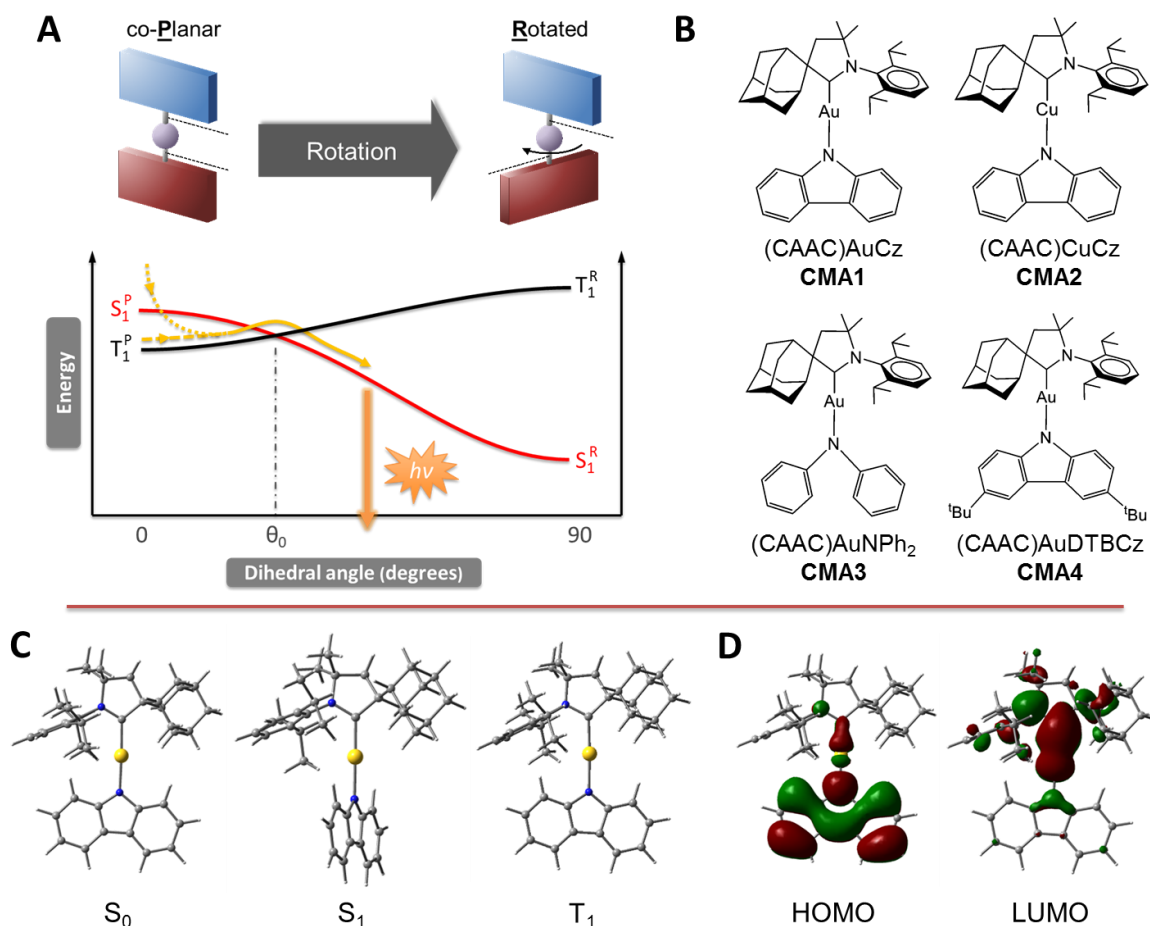 A
co-Planar
Rotated
Rotation
Energy
S₁ᴾ
T₁ᴾ
T₁ᴿ
S₁ᴿ
hν
0
θ₀
90
Dihedral angle (degrees)
B
N
Au
N
(CAAC)AuCz
CMA1
N
Cu
N
(CAAC)CuCz
CMA2
N
Au
N
(CAAC)AuNPh₂
CMA3
N
Au
N
ᵗBu
ᵗBu
(CAAC)AuDTBCz
CMA4
C
S₀
S₁
T₁
D
HOMO
LUMO